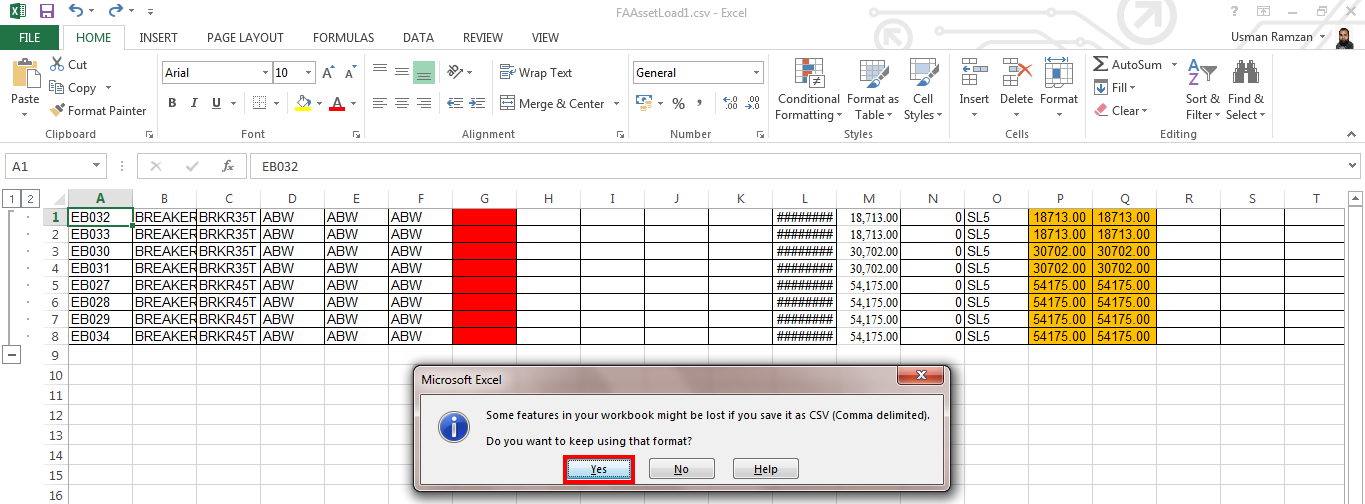 FAAssetLoad1.csv - Excel
FILE HOME INSERT PAGE LAYOUT FORMULAS DATA REVIEW VIEW Usman Ramzan
Cut
Copy
Format Painter
Paste
Clipboard
Arial 10
B I U A
Font
Wrap Text
Merge & Center
Alignment
General
% , .00
Number
Conditional Formatting
Format as Table
Cell Styles
Styles
Insert Delete Format
Cells
AutoSum
Fill
Clear
Sort & Filter
Find & Select
Editing
A1 fx EB032
1 2 A B C D E F G H I J K L M N O P Q R S T
1 EB032 BREAKER BRKR35T ABW ABW ABW ######## 18,713.00 0 SL5 18713.00 18713.00
2 EB033 BREAKER BRKR35T ABW ABW ABW ######## 18,713.00 0 SL5 18713.00 18713.00
3 EB030 BREAKER BRKR35T ABW ABW ABW ######## 30,702.00 0 SL5 30702.00 30702.00
4 EB031 BREAKER BRKR35T ABW ABW ABW ######## 30,702.00 0 SL5 30702.00 30702.00
5 EB027 BREAKER BRKR45T ABW ABW ABW ######## 54,175.00 0 SL5 54175.00 54175.00
6 EB028 BREAKER BRKR45T ABW ABW ABW ######## 54,175.00 0 SL5 54175.00 54175.00
7 EB029 BREAKER BRKR45T ABW ABW ABW ######## 54,175.00 0 SL5 54175.00 54175.00
8 EB034 BREAKER BRKR45T ABW ABW ABW ######## 54,175.00 0 SL5 54175.00 54175.00
9
10
11
12
13
14
15
16
Microsoft Excel
Some features in your workbook might be lost if you save it as CSV (Comma delimited).
Do you want to keep using that format?
Yes No Help